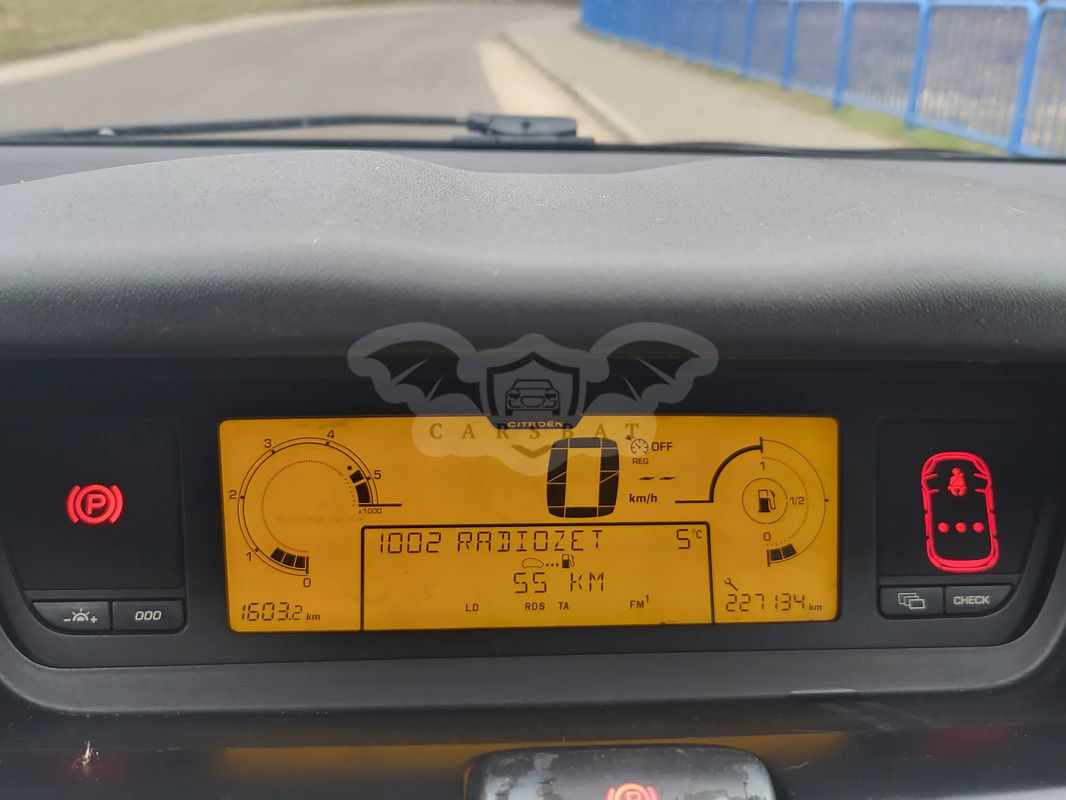 CITROËN
CARSBAT
4
3
5
2
x1000
1
0
OFF
REG
km/h
1
1/2
0
P
1002 RADIOZET 5°C
55 KM
LD RDS TA FM1
1603.2 km
227134 km
000
CHECK
P